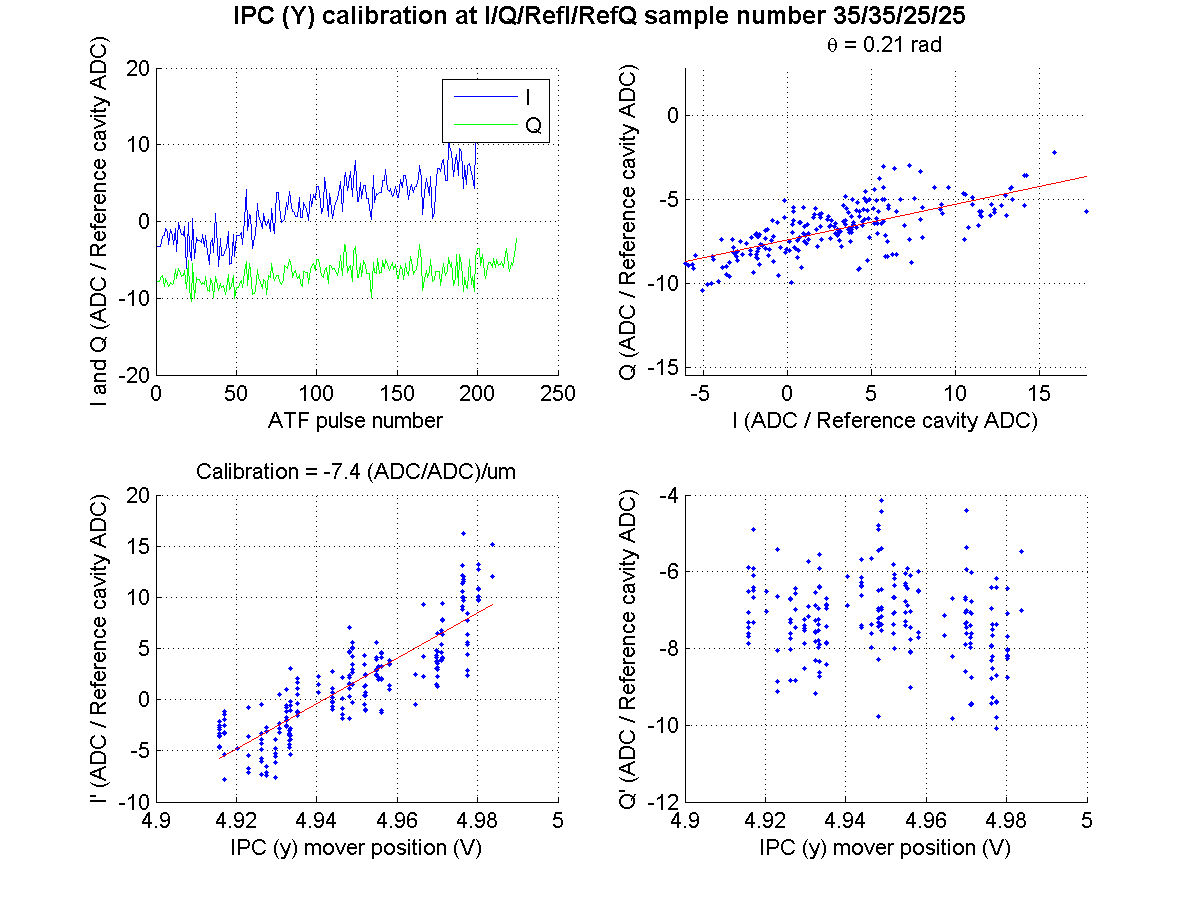 IPC (Y) calibration at I/Q/RefI/RefQ sample number 35/35/25/25
I and Q (ADC / Reference cavity ADC)
20
10
0
-10
-20
0 50 100 150 200 250
ATF pulse number
I
Q
θ = 0.21 rad
Q (ADC / Reference cavity ADC)
0
-5
-10
-15
-5 0 5 10 15
I (ADC / Reference cavity ADC)
Calibration = -7.4 (ADC/ADC)/um
I' (ADC / Reference cavity ADC)
20
15
10
5
0
-5
-10
4.9 4.92 4.94 4.96 4.98 5
IPC (y) mover position (V)
Q' (ADC / Reference cavity ADC)
-4
-6
-8
-10
-12
4.9 4.92 4.94 4.96 4.98 5
IPC (y) mover position (V)